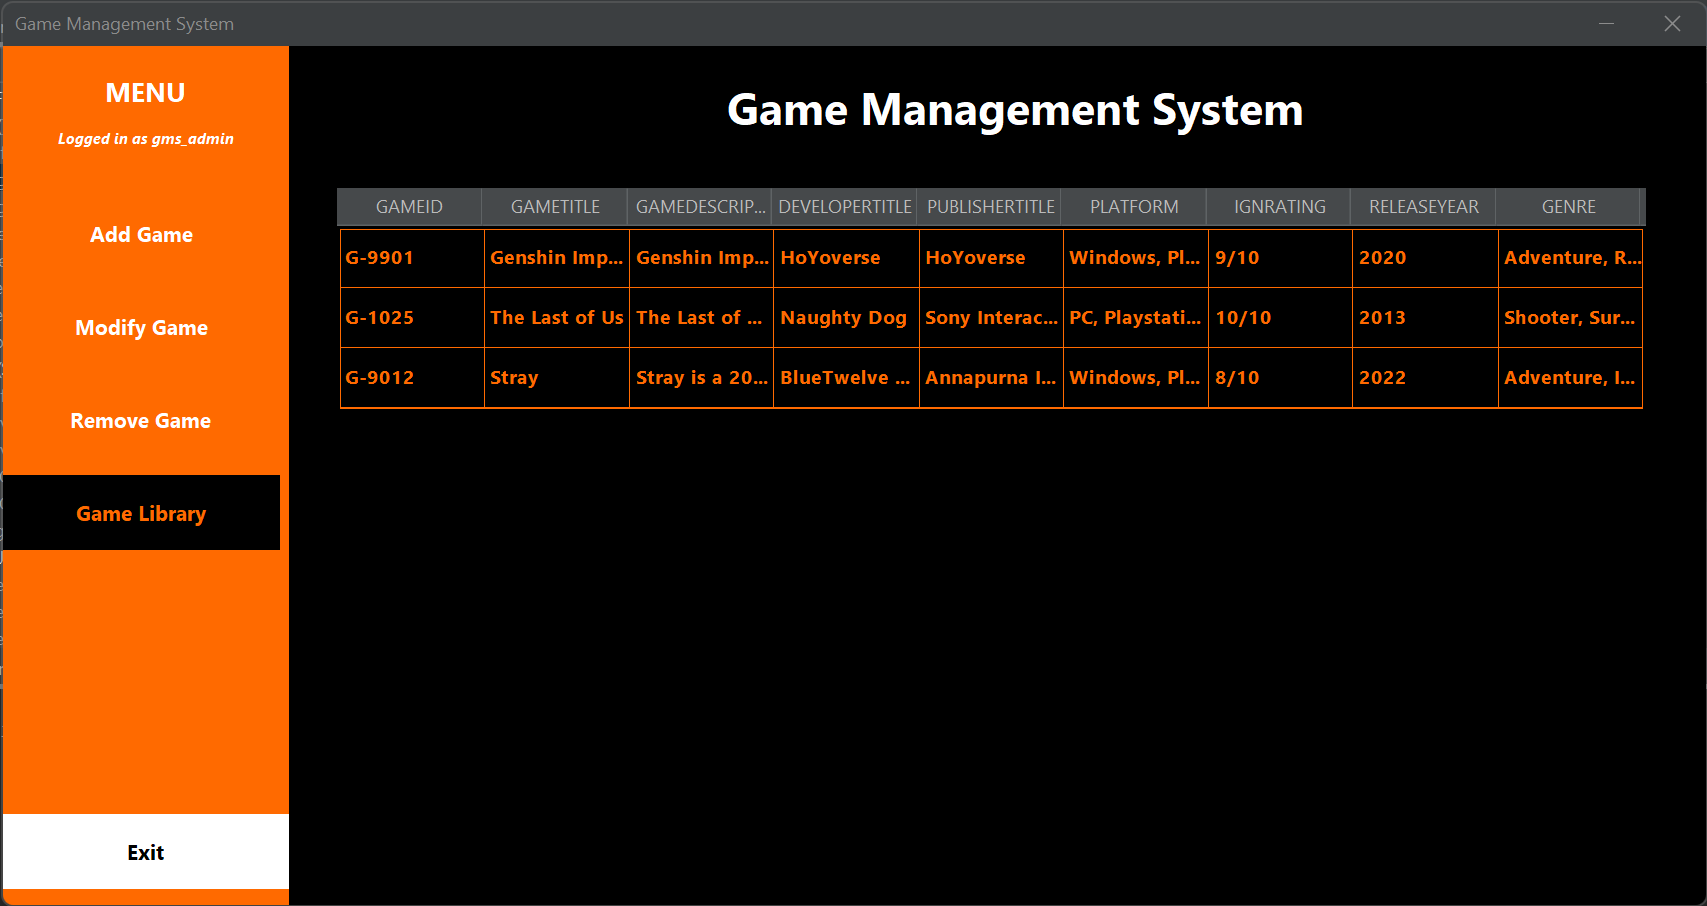 Game Management System
MENU
Logged in as gms_admin
Add Game
Modify Game
Remove Game
Game Library
Exit
Game Management System
GAMEID GAMETITLE GAMEDESCRIP... DEVELOPERTITLE PUBLISHERTITLE PLATFORM IGNRATING RELEASEYEAR GENRE
G-9901 Genshin Imp... Genshin Imp... HoYoverse HoYoverse Windows, Pl... 9/10 2020 Adventure, R...
G-1025 The Last of Us The Last of ... Naughty Dog Sony Interac... PC, Playstati... 10/10 2013 Shooter, Sur...
G-9012 Stray Stray is a 20... BlueTwelve ... Annapurna I... Windows, Pl... 8/10 2022 Adventure, I...